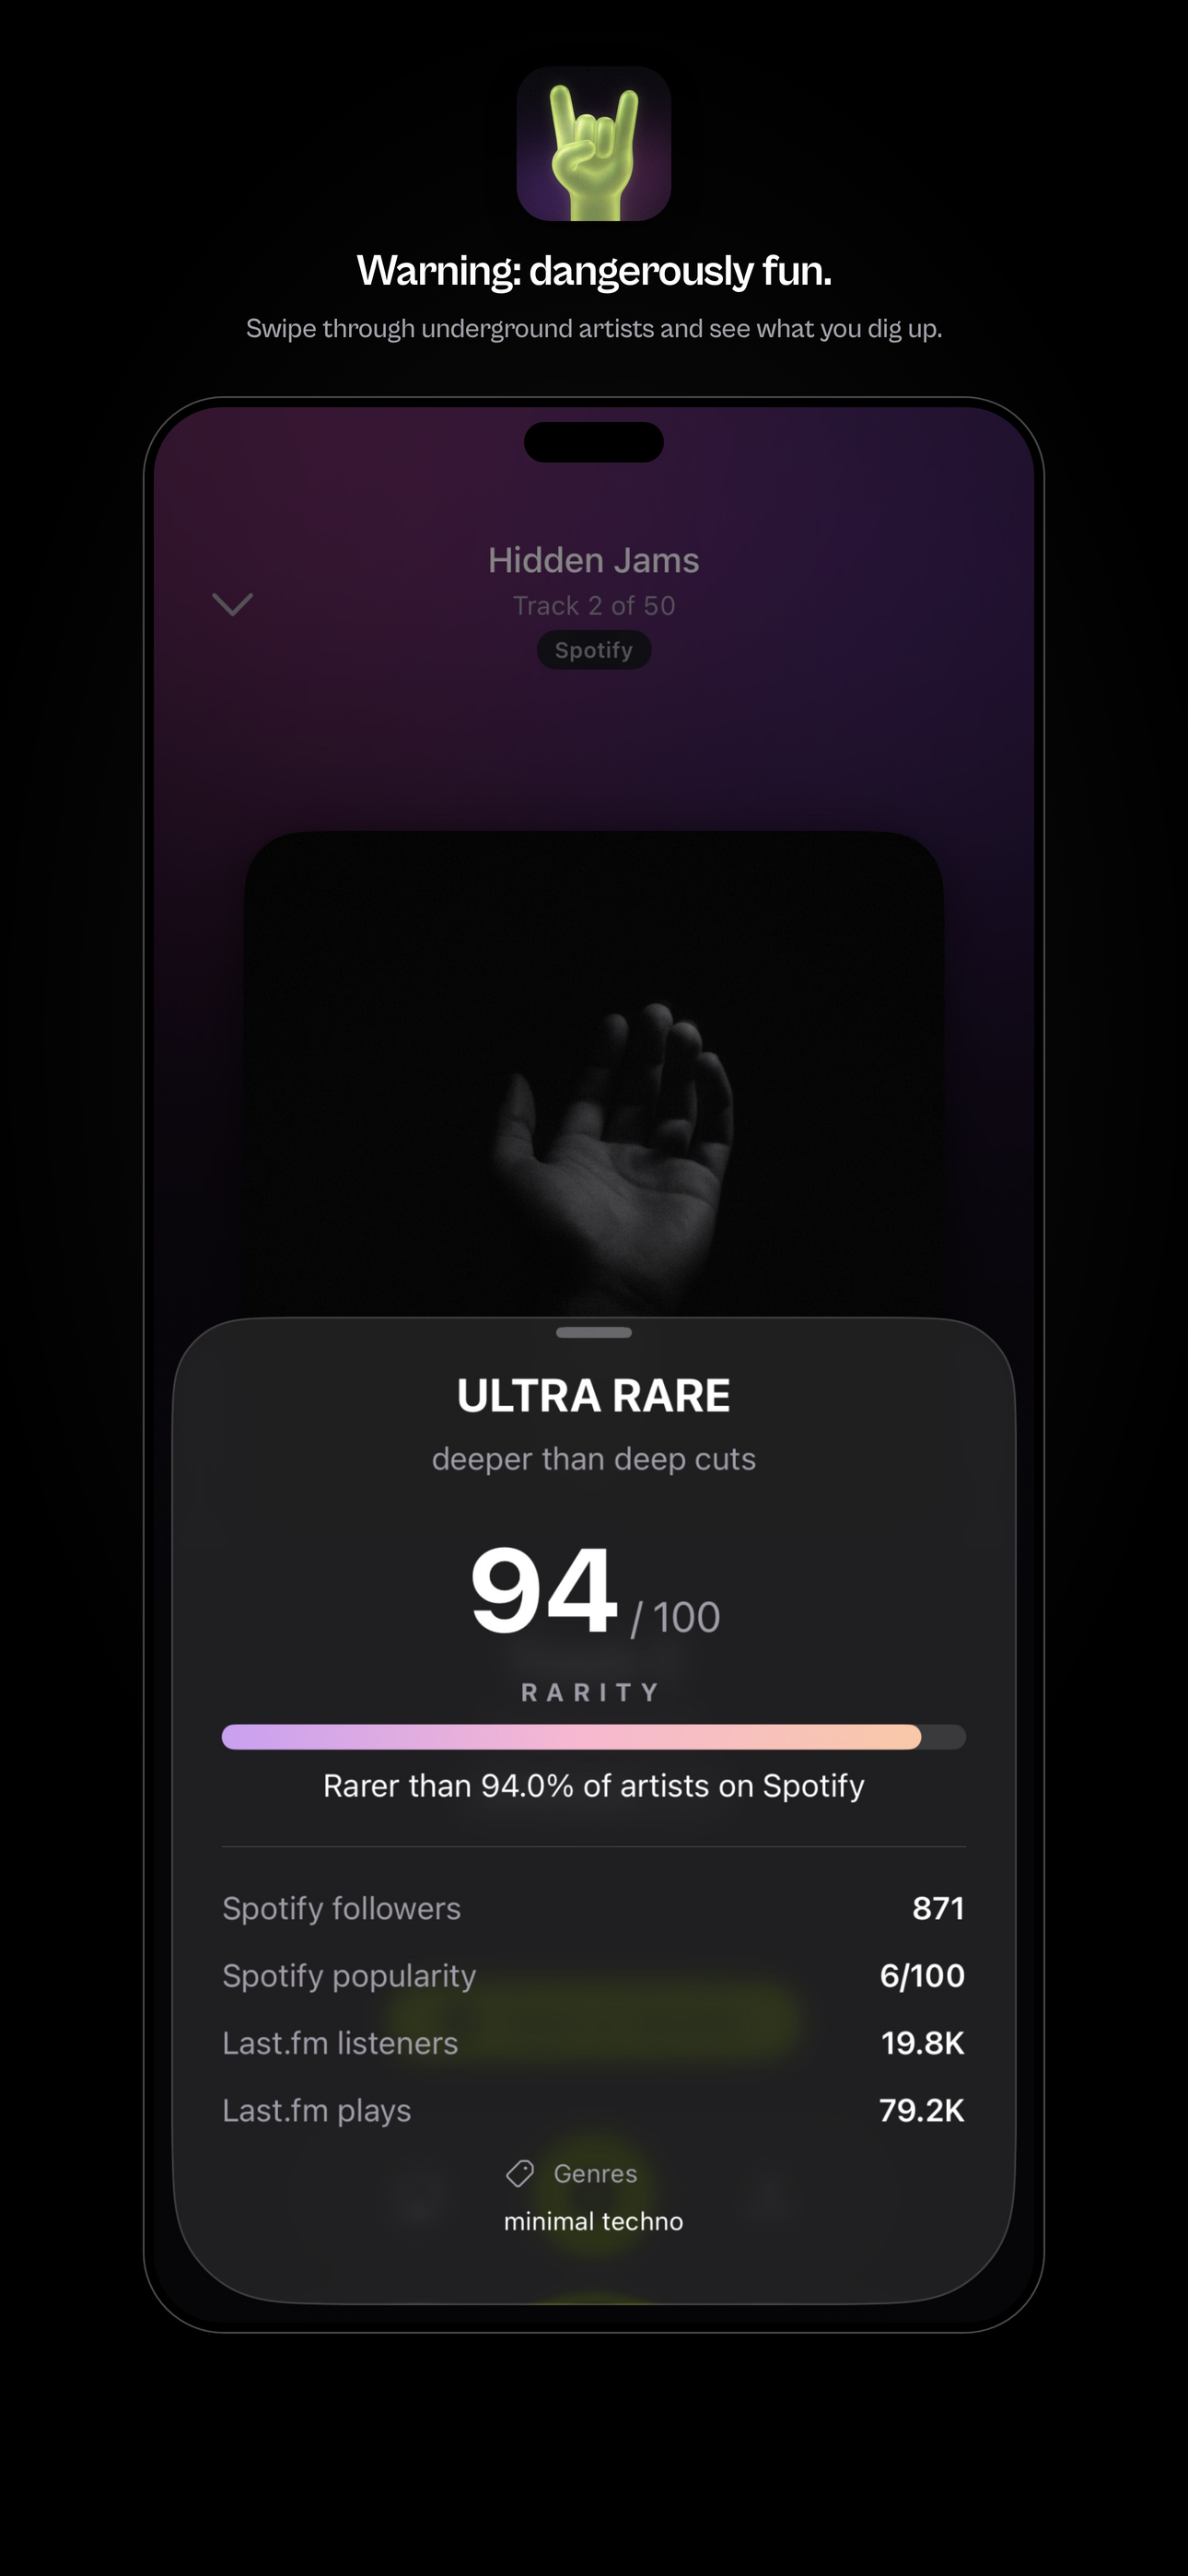 Warning: dangerously fun.
Swipe through underground artists and see what you dig up.
Hidden Jams
Track 2 of 50
Spotify
ULTRA RARE
deeper than deep cuts
94 / 100
RARITY
Rarer than 94.0% of artists on Spotify
Spotify followers 871
Spotify popularity 6/100
Last.fm listeners 19.8K
Last.fm plays 79.2K
Genres
minimal techno